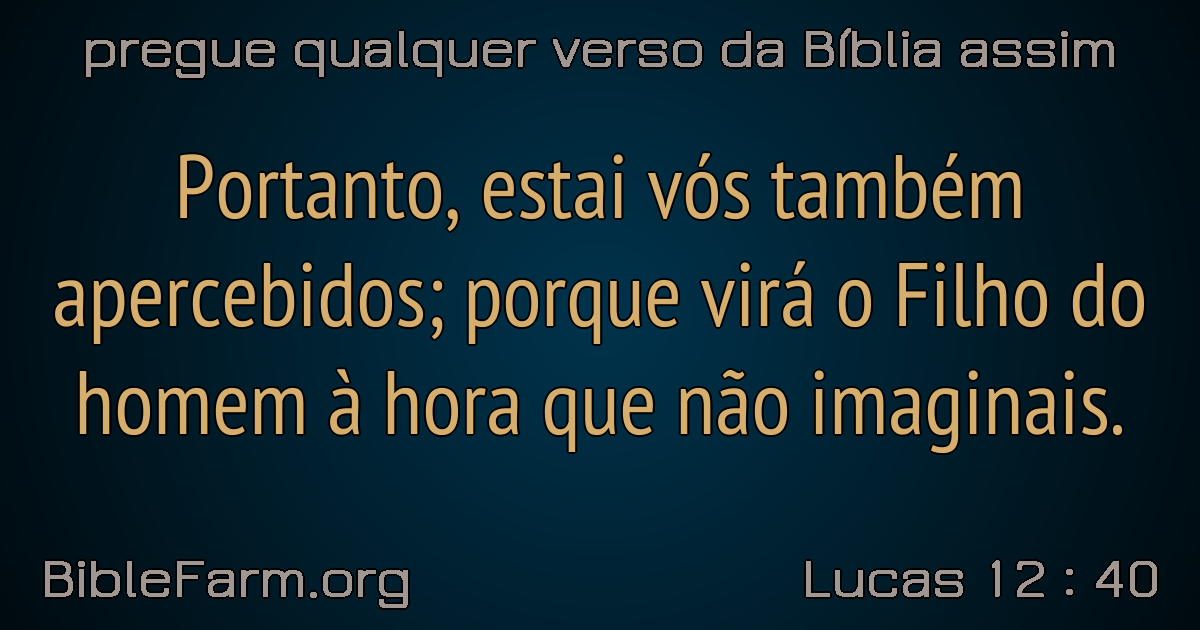 pregue qualquer verso da Bíblia assim
Portanto, estai vós também
apercebidos; porque virá o Filho do
homem à hora que não imaginais.
BibleFarm.org
Lucas 12 : 40